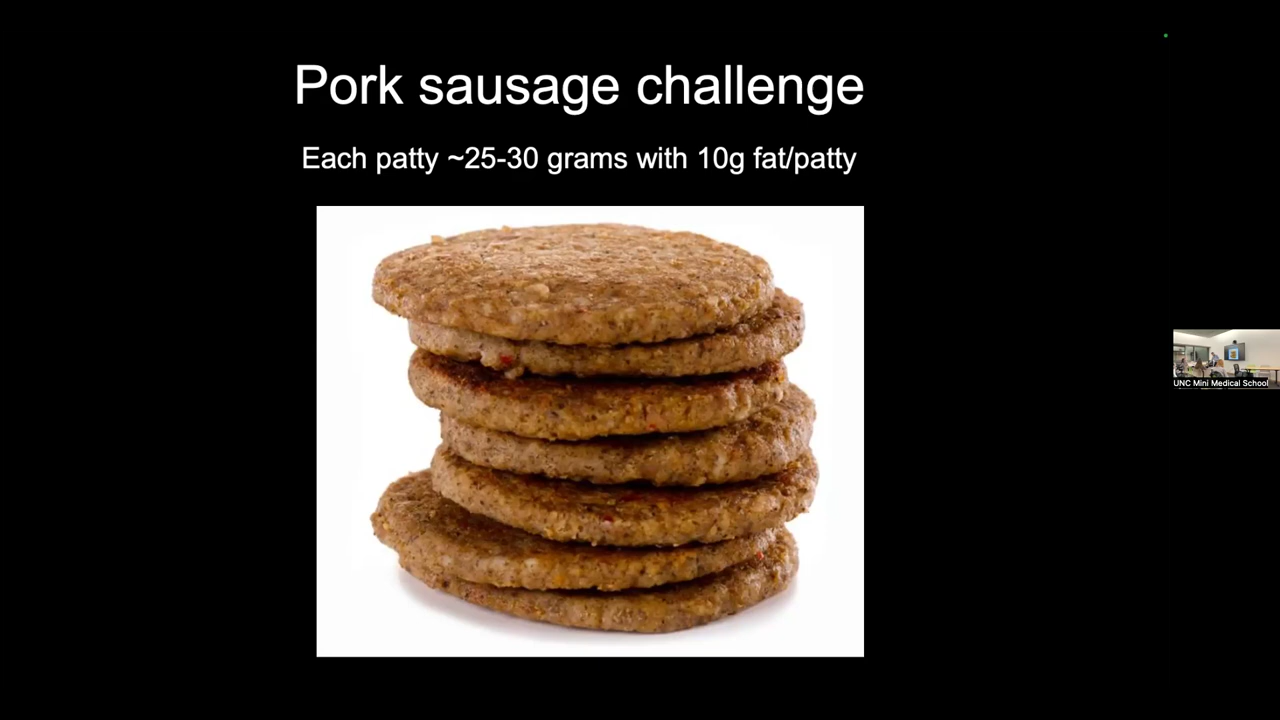 Pork sausage challenge
Each patty ~25-30 grams with 10g fat/patty
UNC Mini Medical School